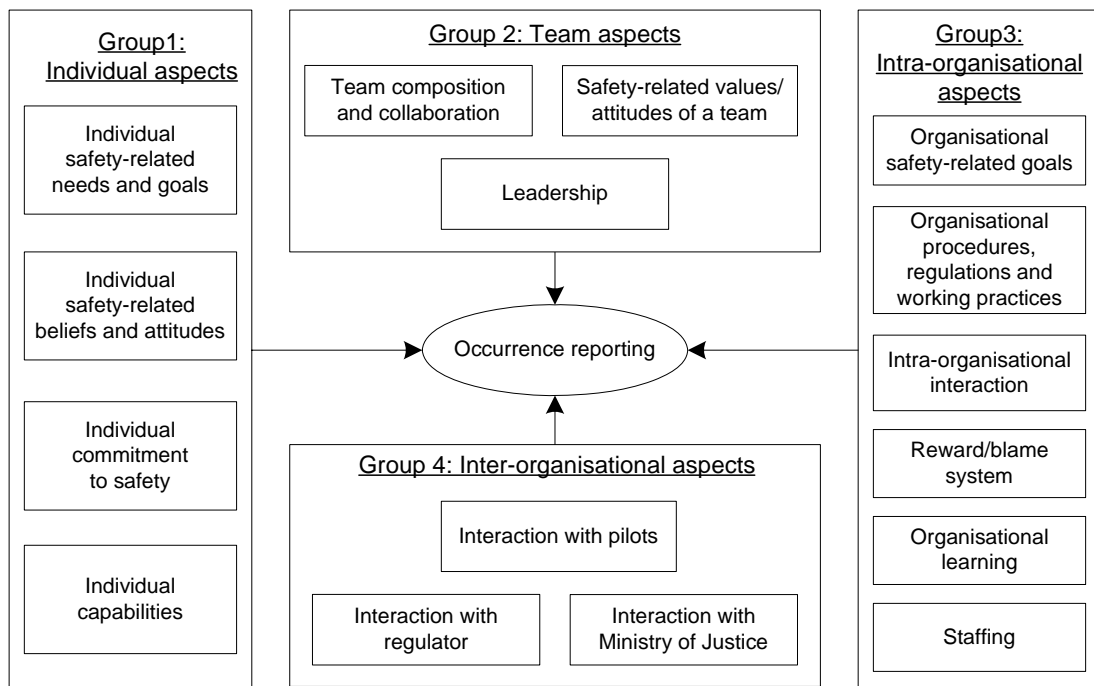 Group1:
Individual aspects
Individual
safety-related
needs and goals
Individual
safety-related
beliefs and attitudes
Individual
commitment
to safety
Individual
capabilities
Group 2: Team aspects
Team composition
and collaboration
Safety-related values/
attitudes of a team
Leadership
Occurrence reporting
Group 4: Inter-organisational aspects
Interaction with pilots
Interaction with
regulator
Interaction with
Ministry of Justice
Group3:
Intra-organisational
aspects
Organisational
safety-related goals
Organisational
procedures,
regulations and
working practices
Intra-organisational
interaction
Reward/blame
system
Organisational
learning
Staffing